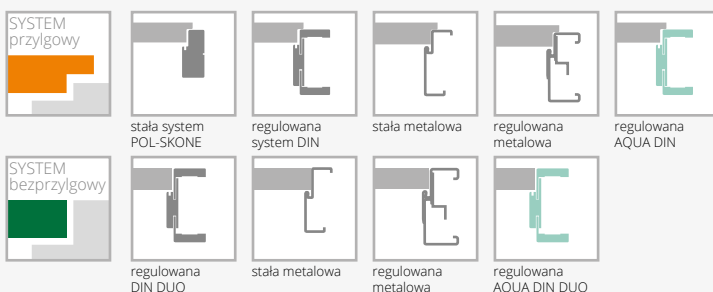 SYSTEM
przylgowy
stała system
POL-SKONE
regulowana
system DIN
stała metalowa
regulowana
metalowa
regulowana
AQUA DIN
SYSTEM
bezprzylgowy
regulowana
DIN DUO
stała metalowa
regulowana
metalowa
regulowana
AQUA DIN DUO